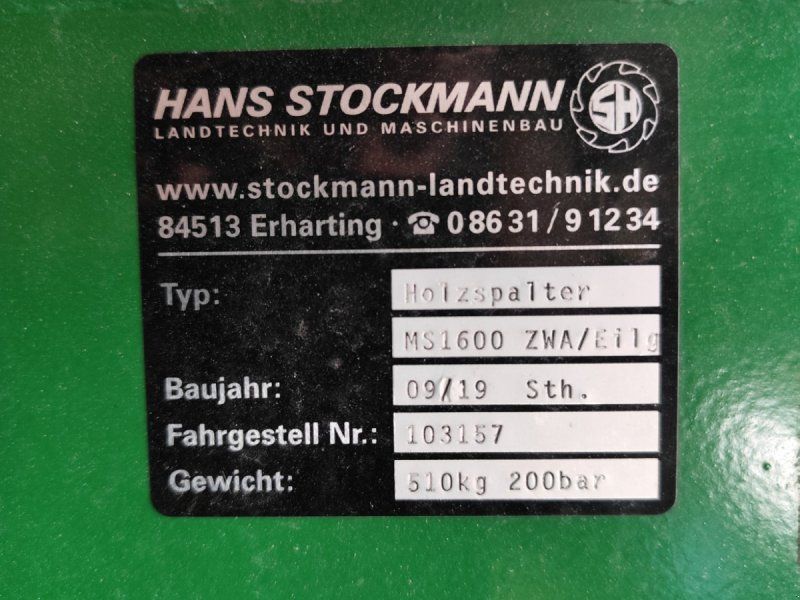 HANS STOCKMANN
LANDTECHNIK UND MASCHINENBAU
SH
www.stockmann-landtechnik.de
84513 Erharting · ☎ 08631/91234
Typ: Holzspalter
MS1600 ZWA/Eilg
Baujahr: 09/19 Sth.
Fahrgestell Nr.: 103157
Gewicht: 510kg 200bar